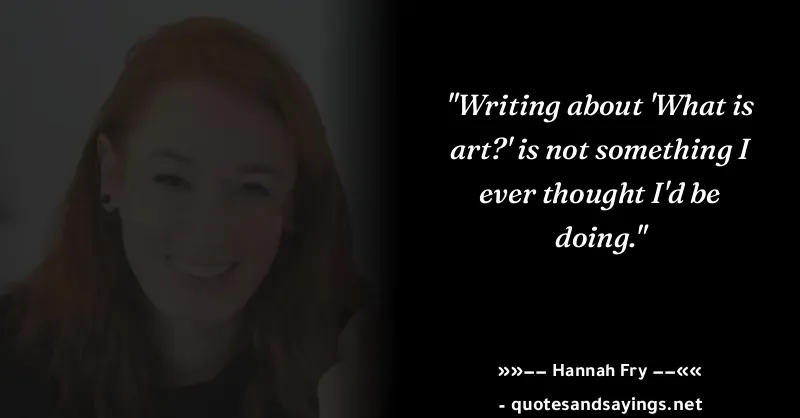 "Writing about 'What is
art?' is not something I
ever thought I'd be
doing."
»»−− Hannah Fry −−««
- quotesandsayings.net